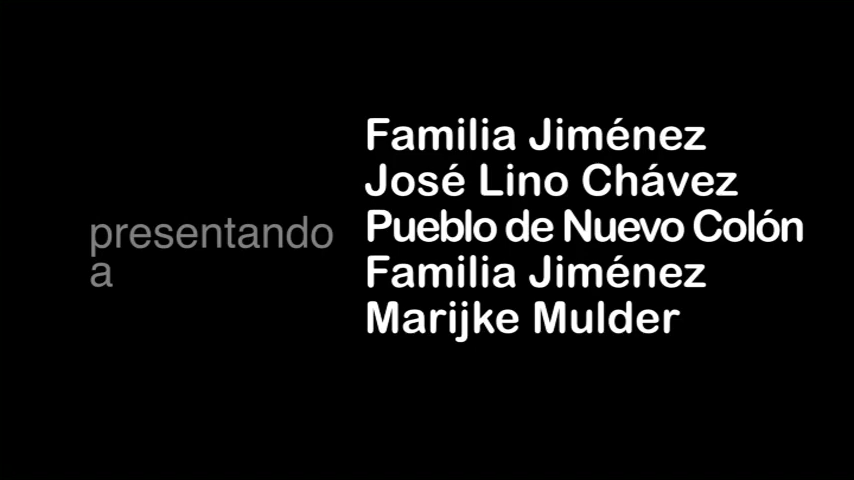 presentando
a
Familia Jiménez
José Lino Chávez
Pueblo de Nuevo Colón
Familia Jiménez
Marijke Mulder